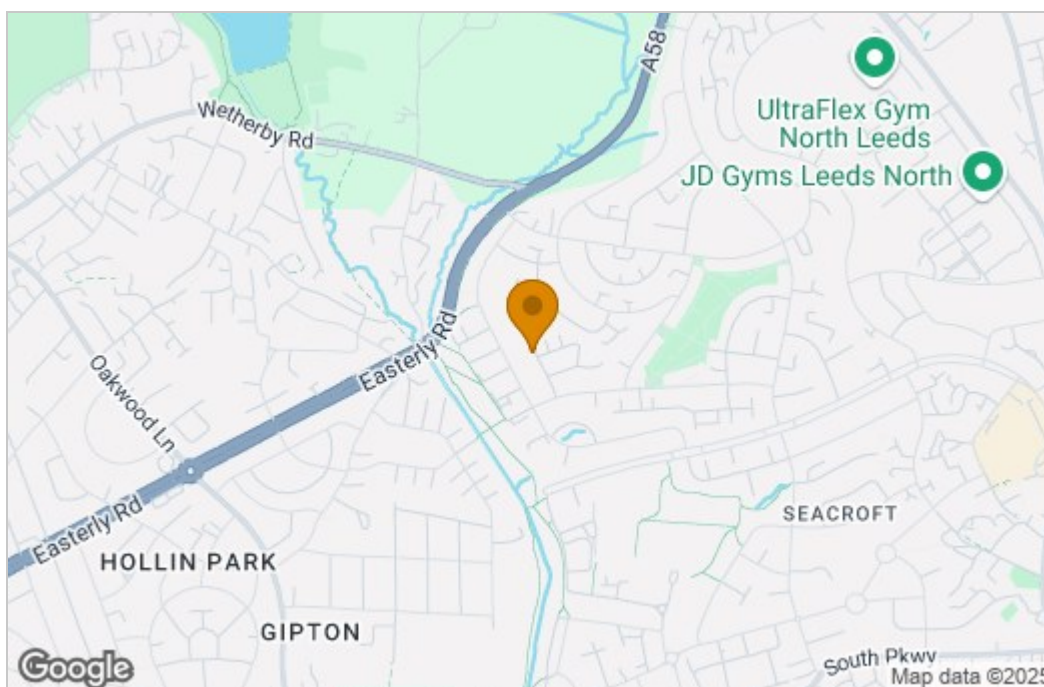 A58
Wetherby Rd
UltraFlex Gym
North Leeds
JD Gyms Leeds North
Easterly Rd
Oakwood Ln
Easterly Rd
SEACROFT
HOLLIN PARK
GIPTON
South Pkwy
Google
Map data ©2025